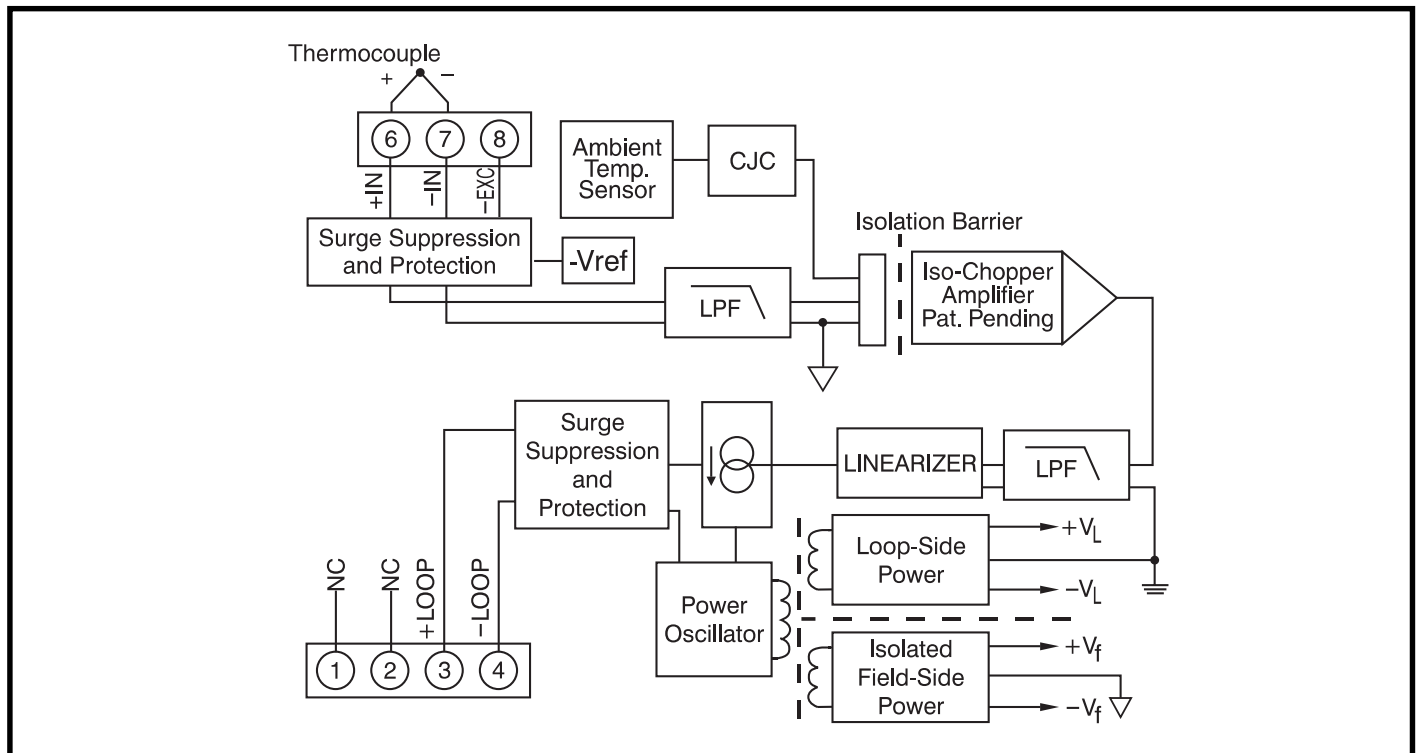 Thermocouple
+ −
6 7 8
+IN
−IN
−EXC
Surge Suppression
and Protection
-Vref
Ambient
Temp.
Sensor
CJC
LPF
Isolation Barrier
Iso-Chopper
Amplifier
Pat. Pending
Surge
Suppression
and
Protection
LINEARIZER
LPF
Loop-Side
Power
+VL
−VL
Power
Oscillator
Isolated
Field-Side
Power
+Vf
−Vf
NC
NC
+LOOP
−LOOP
1 2 3 4